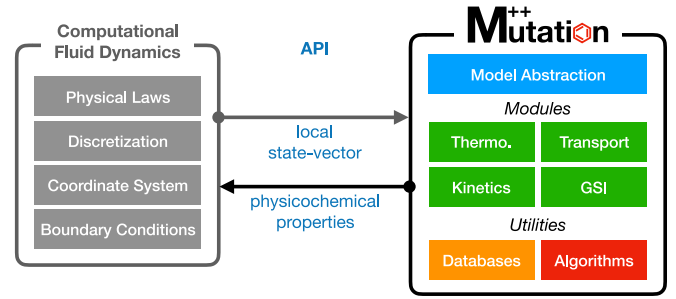 Computational
Fluid Dynamics
Physical Laws
Discretization
Coordinate System
Boundary Conditions
API
local
state-vector
physicochemical
properties
Mutation++
Model Abstraction
Modules
Thermo.
Transport
Kinetics
GSI
Utilities
Databases
Algorithms